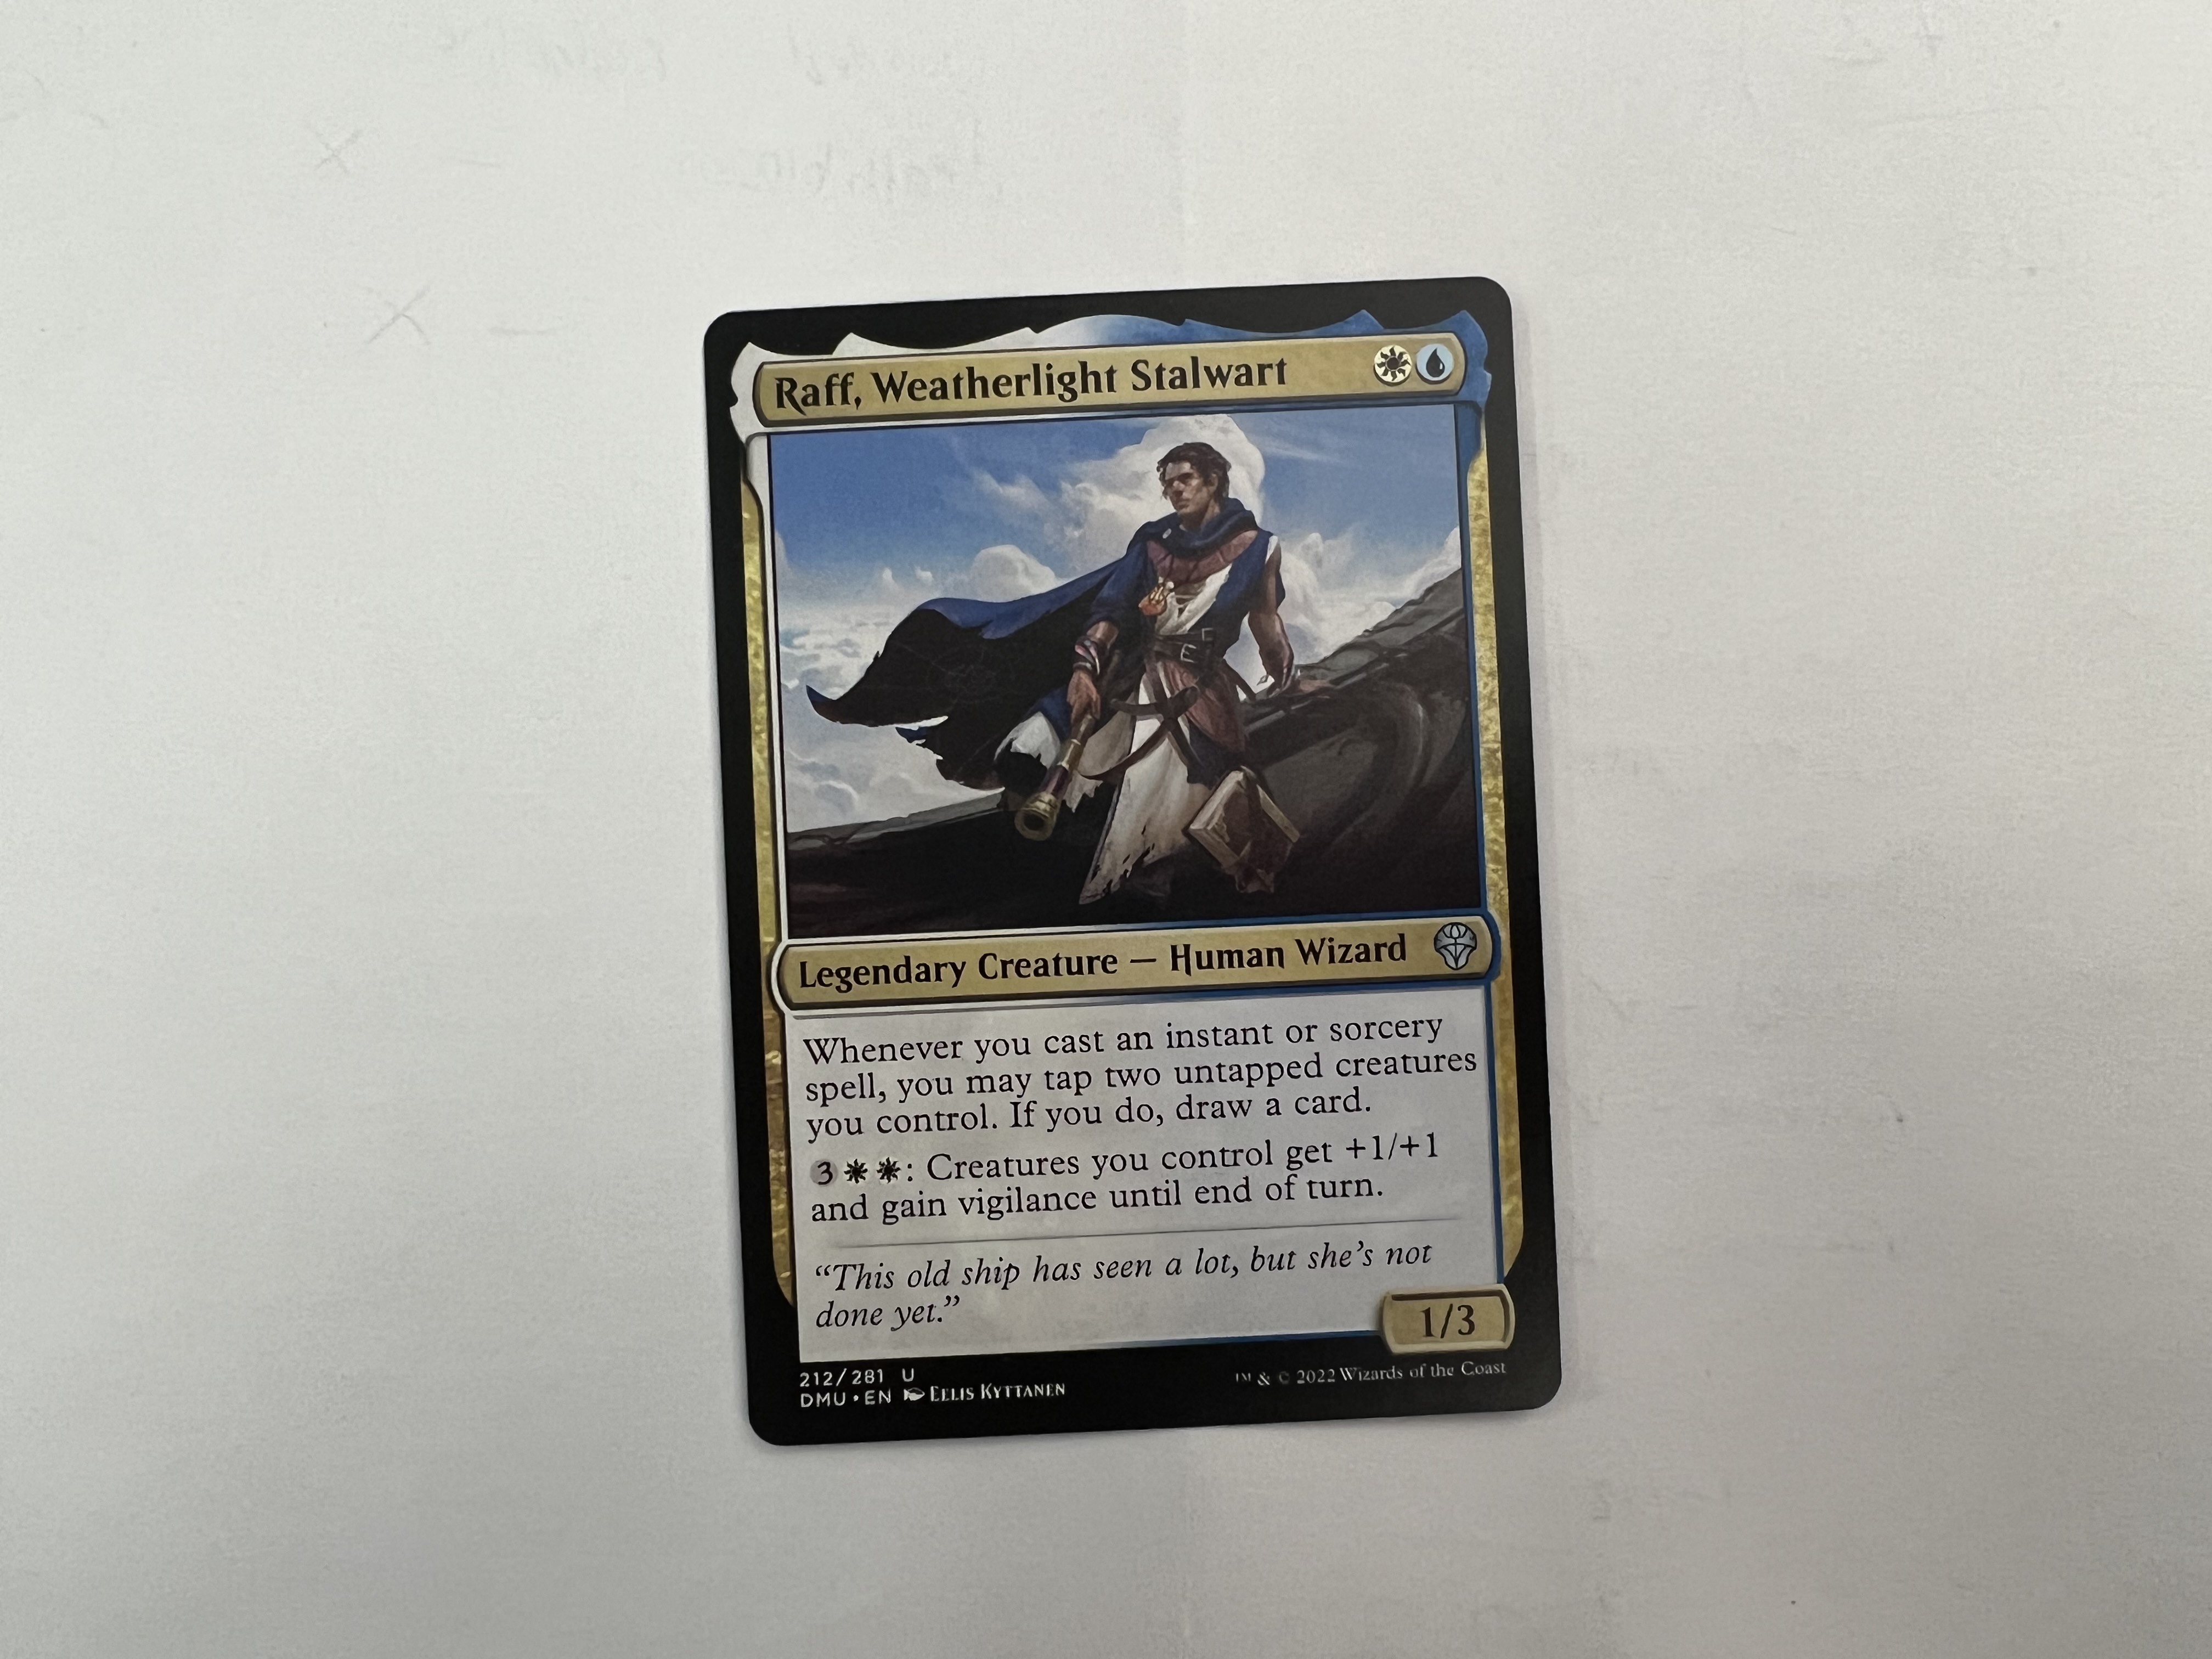 Raff, Weatherlight Stalwart
Legendary Creature — Human Wizard
Whenever you cast an instant or sorcery
spell, you may tap two untapped creatures
you control. If you do, draw a card.
3: Creatures you control get +1/+1
and gain vigilance until end of turn.
“This old ship has seen a lot, but she’s not
done yet.”
1/3
212/281 U
DMU • EN Eelis Kyttanen
™ & © 2022 Wizards of the Coast